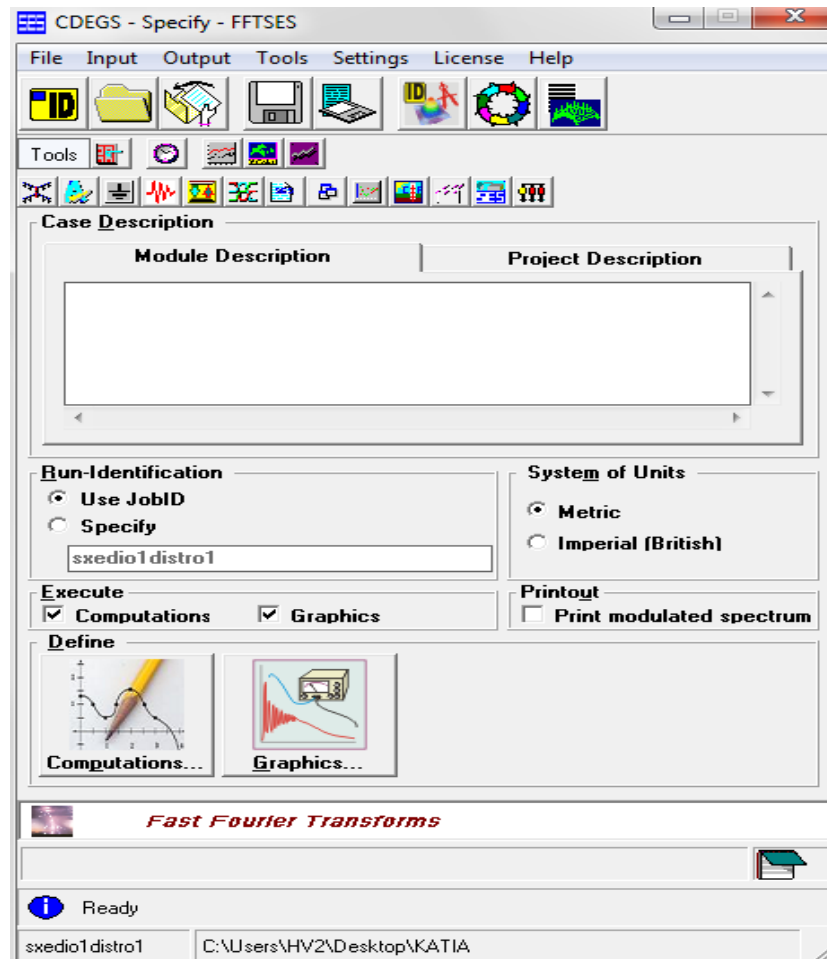 CDEGS - Specify - FFTSES
File Input Output Tools Settings License Help
ID
ID
Tools
Case Description
Module Description Project Description
Run-Identification
Use JobID
Specify
sxedio1distro1
System of Units
Metric
Imperial (British)
Execute
Computations Graphics
Printout
Print modulated spectrum
Define
Computations... Graphics...
Fast Fourier Transforms
Ready
sxedio1distro1 C:\Users\HV2\Desktop\KATIA